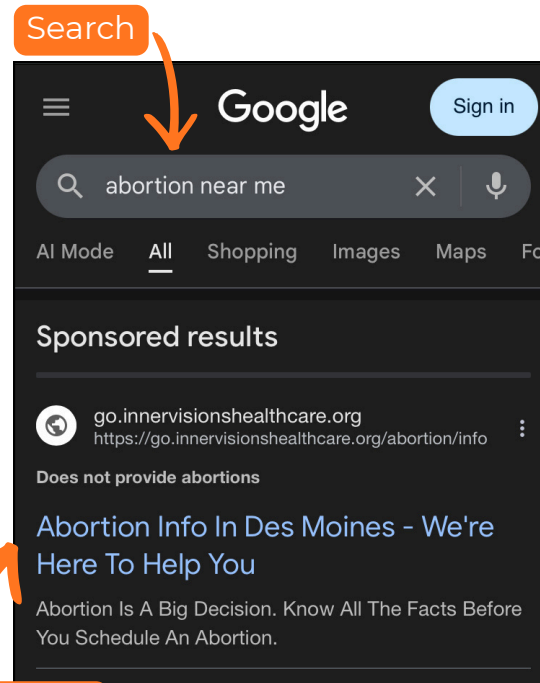 Search
Google
Sign in
abortion near me
AI Mode All Shopping Images Maps Fo
Sponsored results
go.innervisionshealthcare.org
https://go.innervisionshealthcare.org/abortion/info
Does not provide abortions
Abortion Info In Des Moines - We're
Here To Help You
Abortion Is A Big Decision. Know All The Facts Before
You Schedule An Abortion.